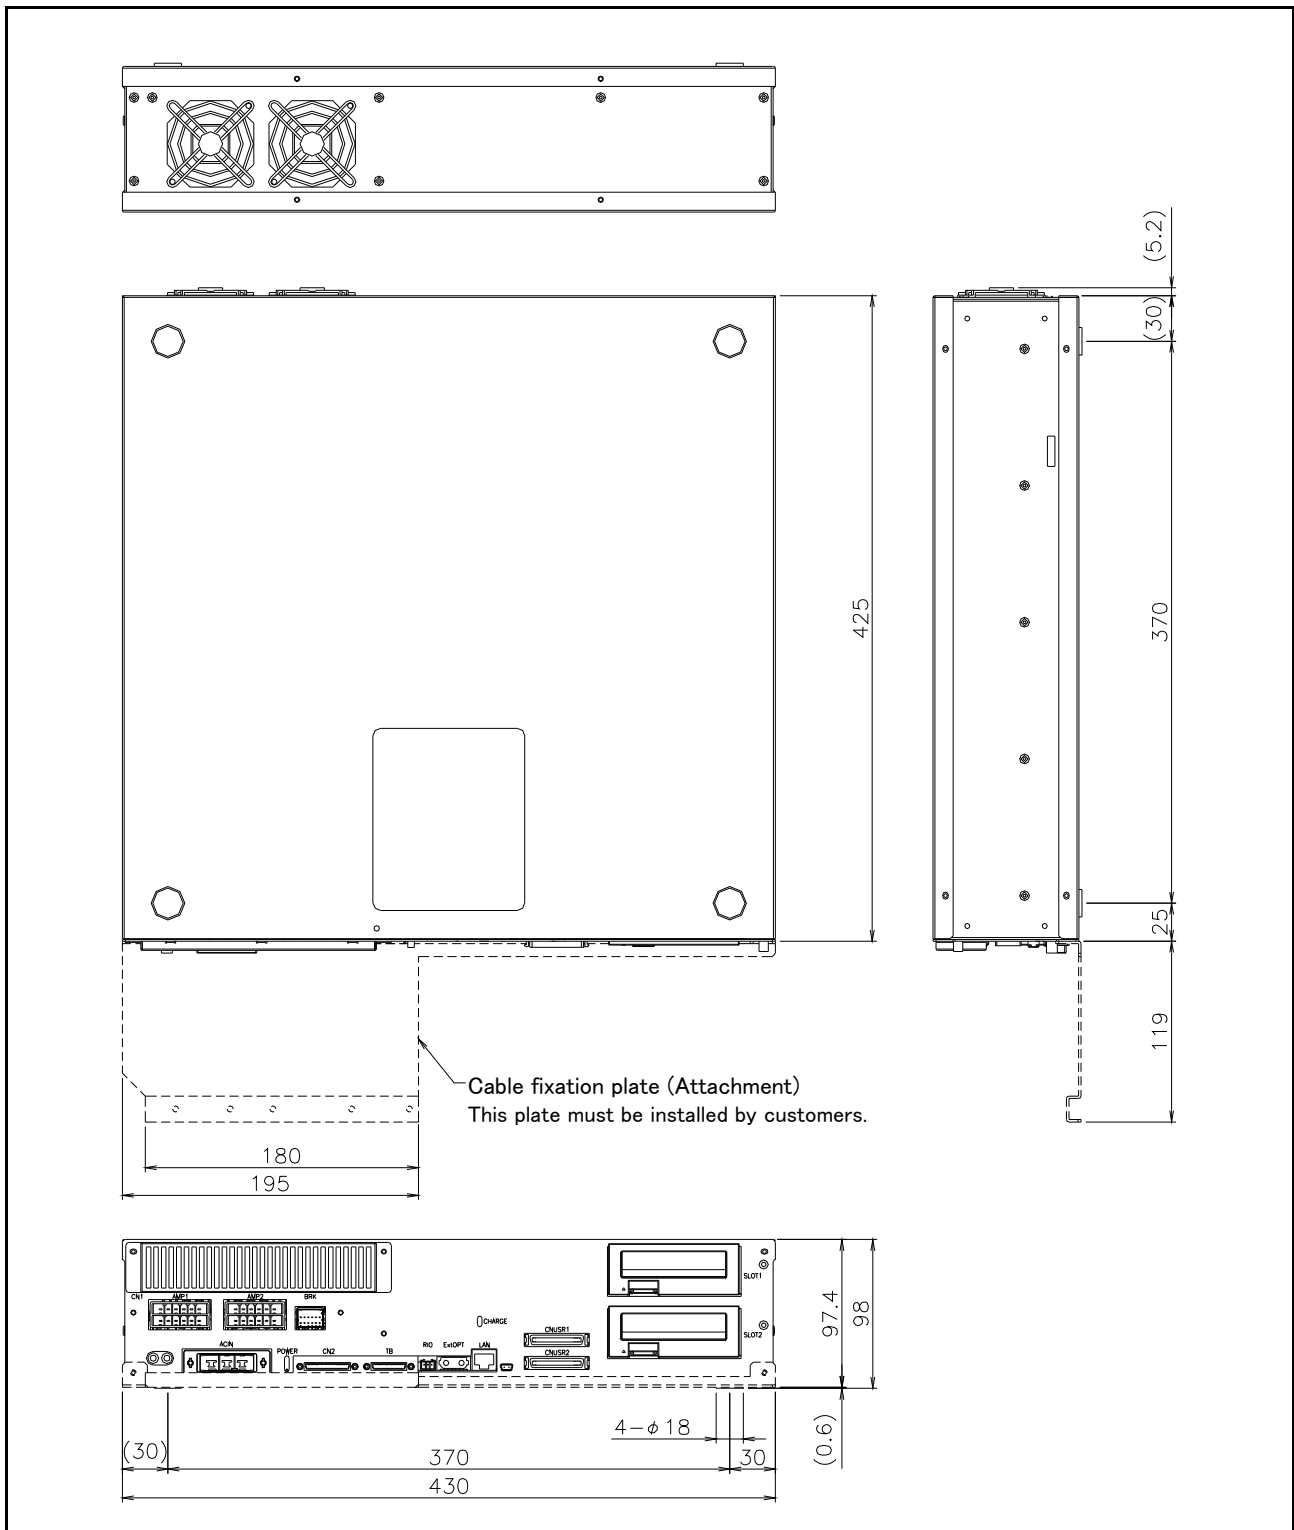 (5.2)
(30)
425
370
25
119
Cable fixation plate (Attachment)
This plate must be installed by customers.
180
195
CN1
AMP1
AMP2
BRK
SLOT1
CHARGE
CNUSR1
SLOT2
ACIN
POWER
CN2
TB
RIO
ExtOPT
LAN
CNUSR2
97.4
98
4-φ18
(0.6)
(30)
370
30
430